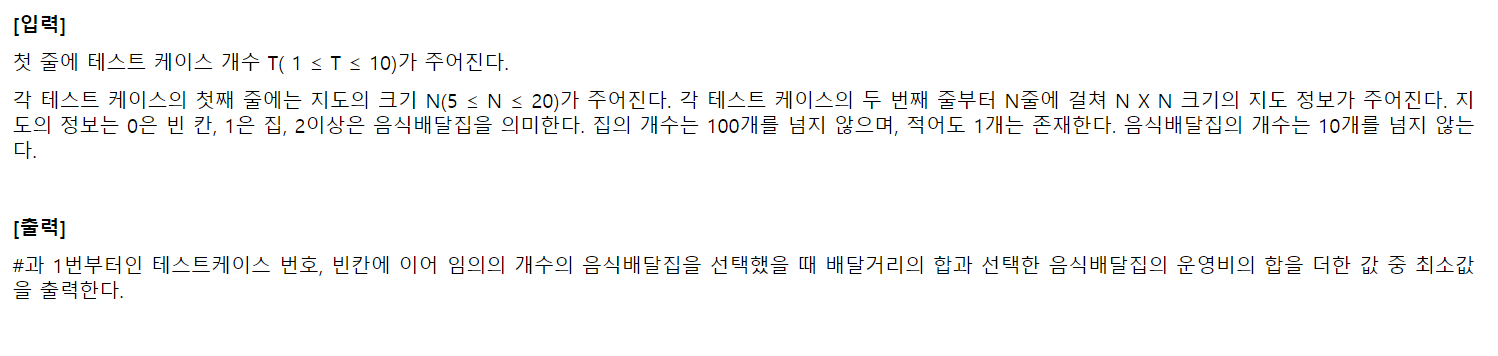 [입력]
첫 줄에 테스트 케이스 개수 T( 1 ≤ T ≤ 10)가 주어진다.
각 테스트 케이스의 첫째 줄에는 지도의 크기 N(5 ≤ N ≤ 20)가 주어진다. 각 테스트 케이스의 두 번째 줄부터 N줄에 걸쳐 N X N 크기의 지도 정보가 주어진다. 지
도의 정보는 0은 빈 칸, 1은 집, 2이상은 음식배달집을 의미한다. 집의 개수는 100개를 넘지 않으며, 적어도 1개는 존재한다. 음식배달집의 개수는 10개를 넘지 않는
다.
[출력]
#과 1번부터인 테스트케이스 번호, 빈칸에 이어 임의의 개수의 음식배달집을 선택했을 때 배달거리의 합과 선택한 음식배달집의 운영비의 합을 더한 값 중 최소값
을 출력한다.